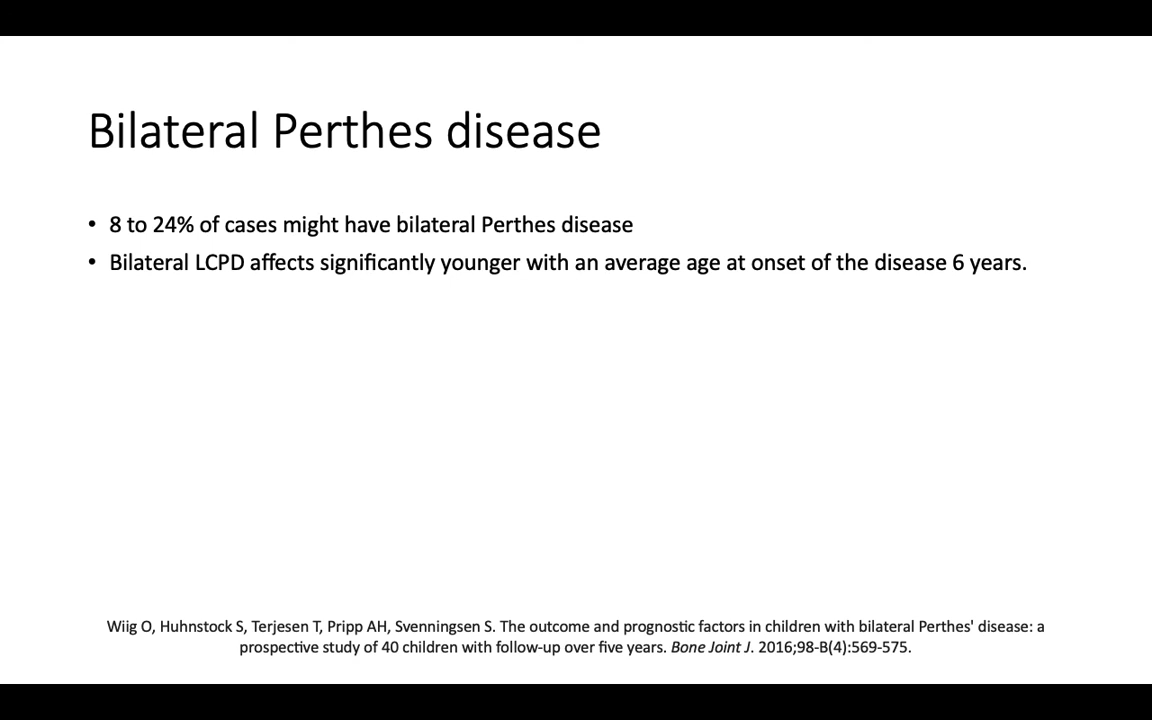 Bilateral Perthes disease
• 8 to 24% of cases might have bilateral Perthes disease
• Bilateral LCPD affects significantly younger with an average age at onset of the disease 6 years.
Wiig O, Huhnstock S, Terjesen T, Pripp AH, Svenningsen S. The outcome and prognostic factors in children with bilateral Perthes' disease: a
prospective study of 40 children with follow-up over five years. Bone Joint J. 2016;98-B(4):569-575.